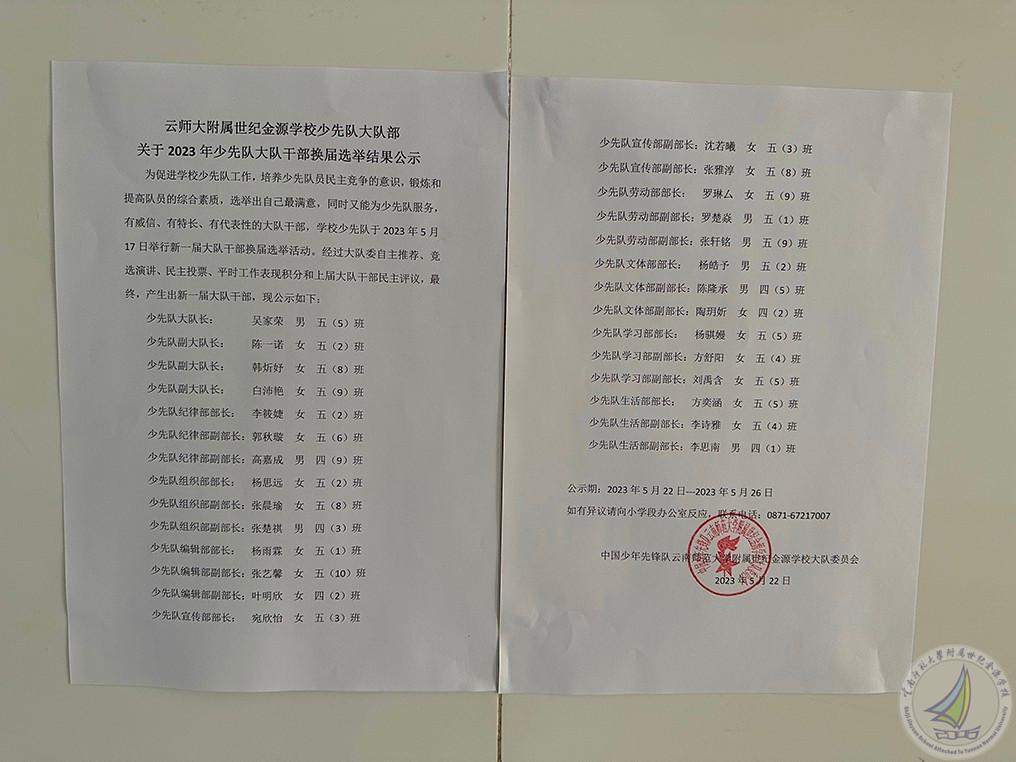 云师大附属世纪金源学校少先队大队部
关于 2023 年少先队大队干部换届选举结果公示
为促进学校少先队工作，培养少先队员民主竞争的意识，锻炼和
提高队员的综合素质，选举出自己最满意，同时又能为少先队服务，
有威信、有特长、有代表性的大队干部，学校少先队于 2023 年 5 月
17 日举行新一届大队干部换届选举活动。经过大队委自主推荐、竞
选演讲、民主投票、平时工作表现积分和上届大队干部民主评议，最
终，产生出新一届大队干部，现公示如下：
少先队大队长： 吴家荣 男 五（5）班
少先队副大队长： 陈一诺 女 五（2）班
少先队副大队长： 韩炘妤 女 五（8）班
少先队副大队长： 白沛艳 女 五（9）班
少先队纪律部部长： 李筱婕 女 五（2）班
少先队纪律部副部长：郭秋璇 女 五（6）班
少先队纪律部副部长：高嘉成 男 四（9）班
少先队组织部部长： 杨思远 女 五（2）班
少先队组织部副部长：张晨瑜 女 五（8）班
少先队组织部副部长：张楚祺 男 四（3）班
少先队编辑部部长： 杨雨霖 女 五（1）班
少先队编辑部副部长：张艺馨 女 五（10）班
少先队编辑部副部长：叶明欣 女 四（2）班
少先队宣传部部长： 宛欣怡 女 五（3）班
少先队宣传部副部长：沈若曦 女 五（3）班
少先队宣传部副部长：张雅淳 女 五（8）班
少先队劳动部部长： 罗琳厶 女 五（9）班
少先队劳动部副部长：罗楚焱 男 五（1）班
少先队劳动部副部长：张轩铭 男 五（9）班
少先队文体部部长： 杨皓予 男 五（2）班
少先队文体部副部长：陈隆承 男 四（5）班
少先队文体部副部长：陶玥妡 女 四（2）班
少先队学习部部长： 杨骐嫚 女 五（5）班
少先队学习部副部长：方舒阳 女 五（4）班
少先队学习部副部长：刘禹含 女 五（5）班
少先队生活部部长： 方奕涵 女 五（5）班
少先队生活部副部长：李诗雅 女 五（4）班
少先队生活部副部长：李思南 男 四（1）班
公示期：2023 年 5 月 22 日---2023 年 5 月 26 日
如有异议请向小学段办公室反应，联系电话：0871-67217007
中国少年先锋队云南师范大学附属世纪金源学校大队委员会
2023 年 5 月 22 日
云南师范大學附属世纪金源学校